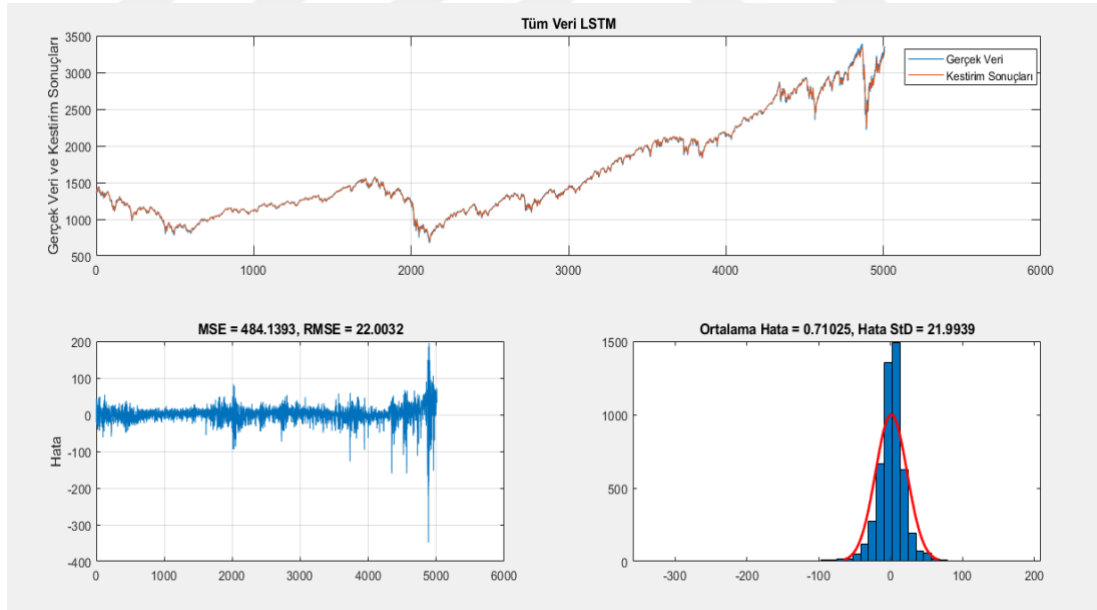 Tüm Veri LSTM
Gerçek Veri ve Kestirim Sonuçları
3500
3000
2500
2000
1500
1000
500
0 1000 2000 3000 4000 5000 6000
Gerçek Veri
Kestirim Sonuçları
MSE = 484.1393, RMSE = 22.0032
Hata
200
100
0
-100
-200
-300
-400
0 1000 2000 3000 4000 5000 6000
Ortalama Hata = 0.71025, Hata StD = 21.9939
1500
1000
500
0
-300 -200 -100 0 100 200